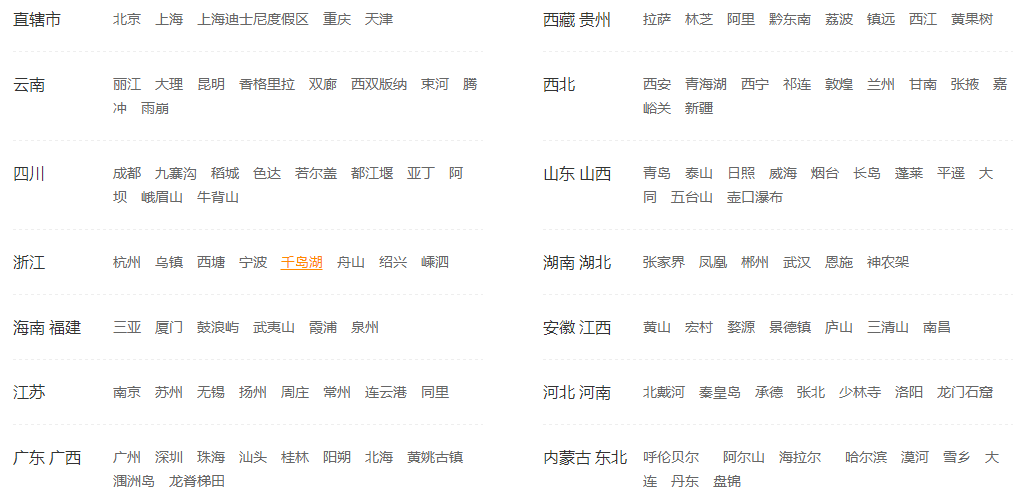 直辖市 北京 上海 上海迪士尼度假区 重庆 天津
西藏 贵州 拉萨 林芝 阿里 黔东南 荔波 镇远 西江 黄果树
云南 丽江 大理 昆明 香格里拉 双廊 西双版纳 束河 腾
冲 雨崩
西北 西安 青海湖 西宁 祁连 敦煌 兰州 甘南 张掖 嘉
峪关 新疆
四川 成都 九寨沟 稻城 色达 若尔盖 都江堰 亚丁 阿
坝 峨眉山 牛背山
山东 山西 青岛 泰山 日照 威海 烟台 长岛 蓬莱 平遥 大
同 五台山 壶口瀑布
浙江 杭州 乌镇 西塘 宁波 千岛湖 舟山 绍兴 嵊泗
湖南 湖北 张家界 凤凰 郴州 武汉 恩施 神农架
海南 福建 三亚 厦门 鼓浪屿 武夷山 霞浦 泉州
安徽 江西 黄山 宏村 婺源 景德镇 庐山 三清山 南昌
江苏 南京 苏州 无锡 扬州 周庄 常州 连云港 同里
河北 河南 北戴河 秦皇岛 承德 张北 少林寺 洛阳 龙门石窟
广东 广西 广州 深圳 珠海 汕头 桂林 阳朔 北海 黄姚古镇
涠洲岛 龙脊梯田
内蒙古 东北 呼伦贝尔 阿尔山 海拉尔 哈尔滨 漠河 雪乡 大
连 丹东 盘锦